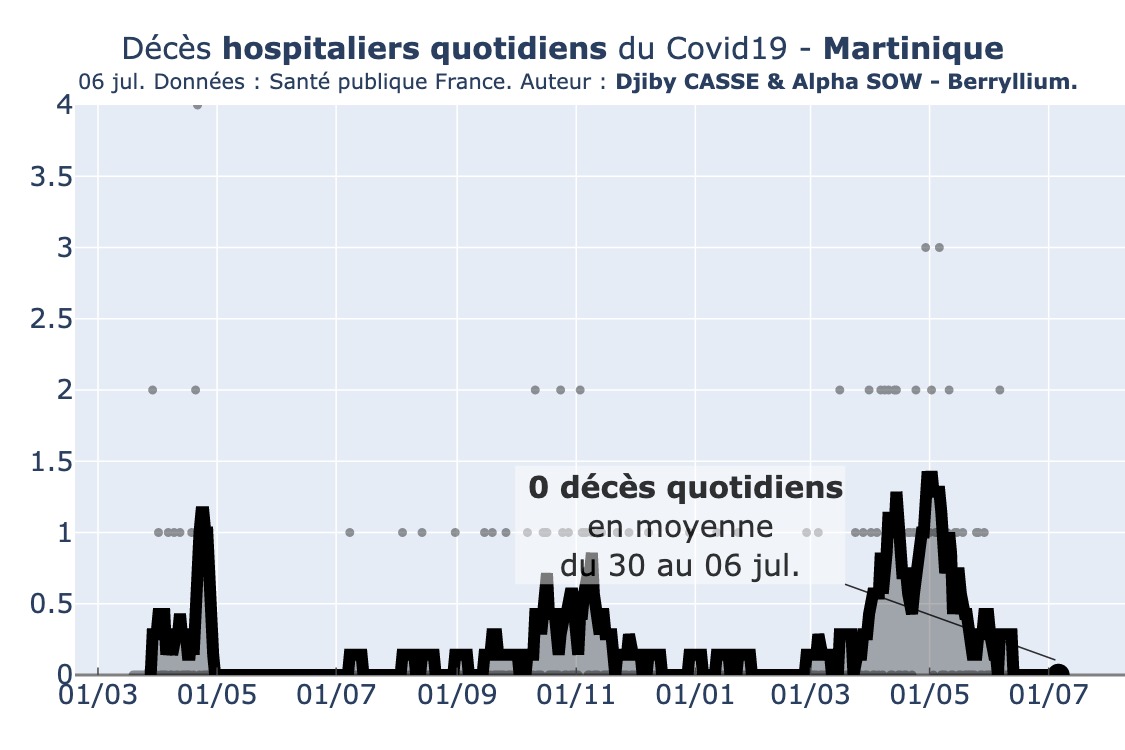 Décès hospitaliers quotidiens du Covid19 - Martinique
06 jul. Données : Santé publique France. Auteur : Djiby CASSE & Alpha SOW - Berryllium.
4
3.5
3
2.5
2
1.5
1
0.5
0
0 décès quotidiens
en moyenne
du 30 au 06 jul.
01/03 01/05 01/07 01/09 01/11 01/01 01/03 01/05 01/07